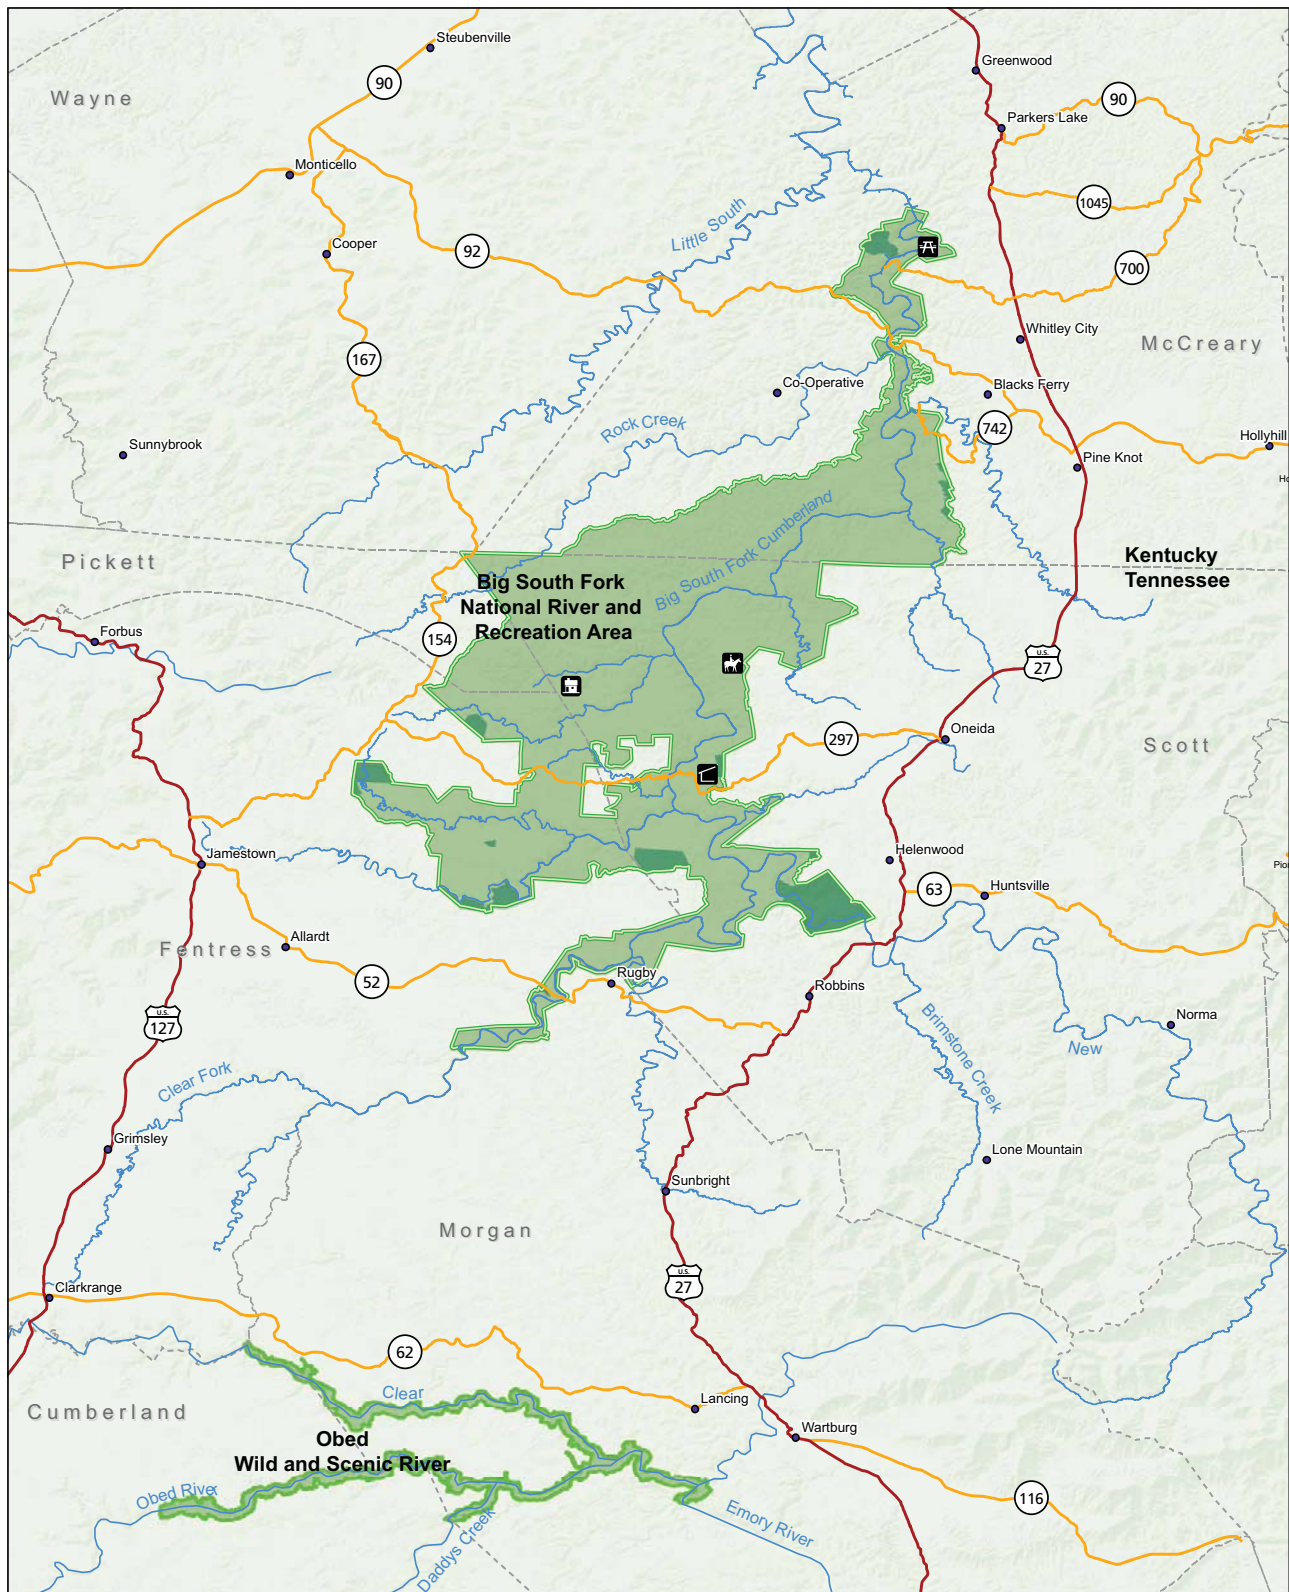 Steubenville
Greenwood
90
Wayne
90
Parkers Lake
Monticello
1045
Little South
Cooper
92
700
Whitley City
McCreary
167
Co-Operative
Blacks Ferry
Rock Creek
742
Sunnybrook
Hollyhill
Pine Knot
Ho
Big South Fork Cumberland
Pickett
Kentucky
Tennessee
Big South Fork
National River and
Recreation Area
Forbus
154
U.S.
27
Oneida
297
Scott
Jamestown
Helenwood
Pio
63
Huntsville
Allardt
Fentress
52
Rugby
Robbins
U.S.
127
Norma
Brimstone Creek
New
Clear Fork
Grimsley
Lone Mountain
Sunbright
Morgan
U.S.
27
Clarkrange
62
Clear
Lancing
Cumberland
Obed
Wild and Scenic River
Wartburg
Obed River
116
Emory River
Daddys Creek